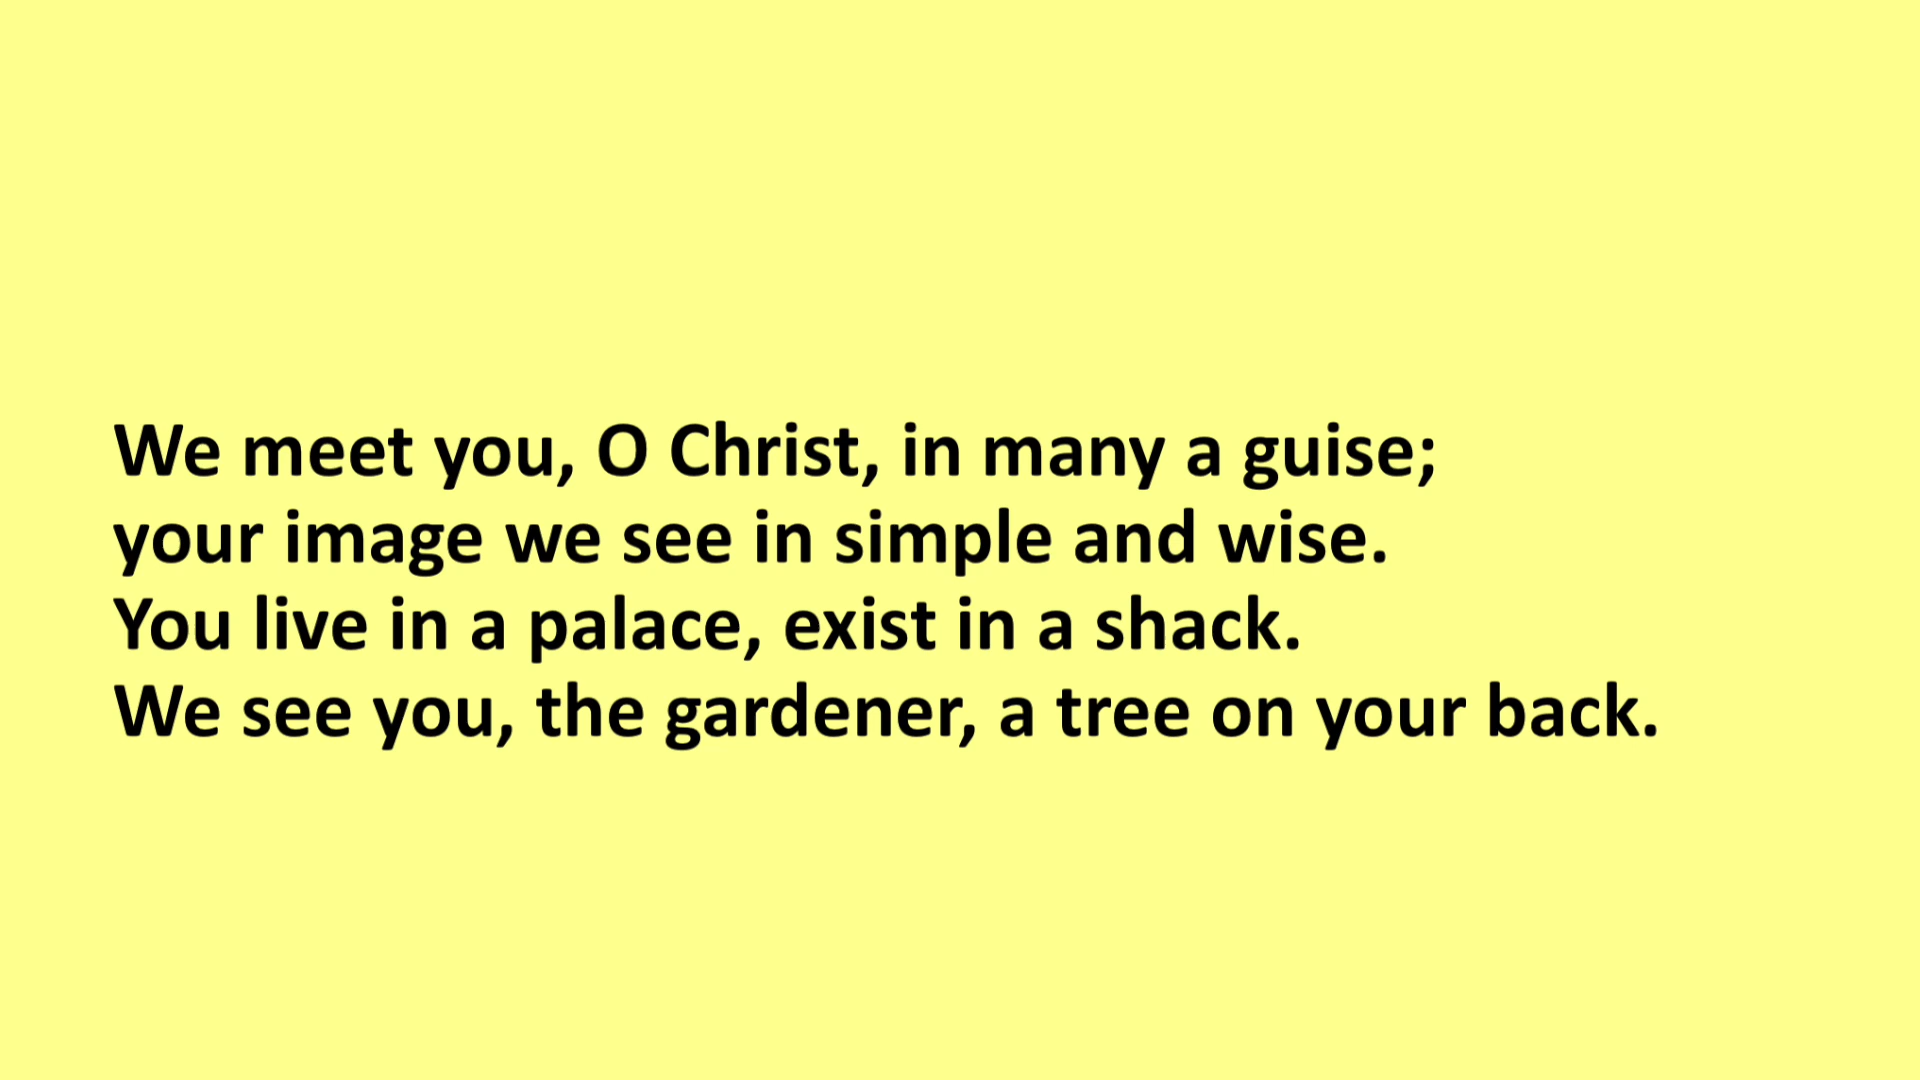 We meet you, O Christ, in many a guise;
your image we see in simple and wise.
You live in a palace, exist in a shack.
We see you, the gardener, a tree on your back.